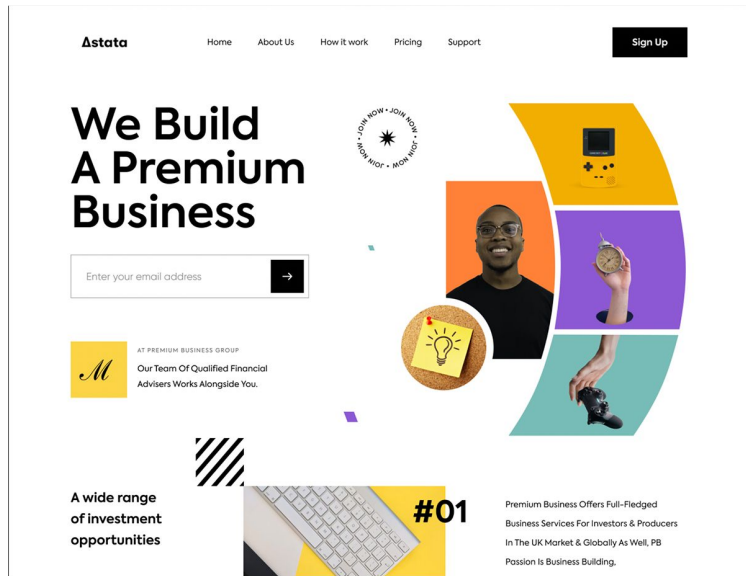 Astata
Home
About Us
How it work
Pricing
Support
Sign Up
We Build
A Premium
Business
JOIN NOW • JOIN NOW • JOIN NOW • JOIN NOW •
Enter your email address
M
AT PREMIUM BUSINESS GROUP
Our Team Of Qualified Financial
Advisers Works Alongside You.
A wide range
of investment
opportunities
#01
Premium Business Offers Full-Fledged
Business Services For Investors & Producers
In The UK Market & Globally As Well, PB
Passion Is Business Building,